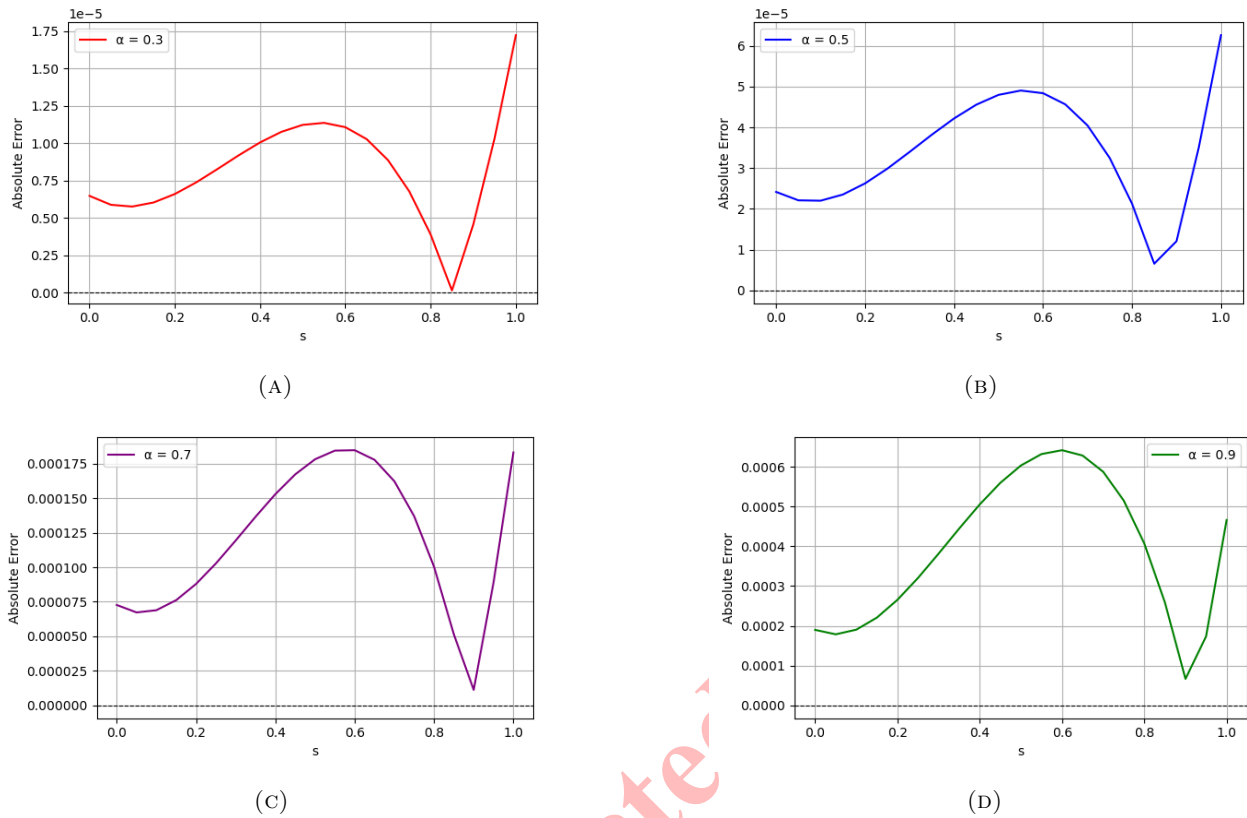 1e−5
α = 0.3
Absolute Error
1.75
1.50
1.25
1.00
0.75
0.50
0.25
0.00
0.0 0.2 0.4 0.6 0.8 1.0
s
(A)
1e−5
α = 0.5
Absolute Error
6
5
4
3
2
1
0
0.0 0.2 0.4 0.6 0.8 1.0
s
(B)
α = 0.7
Absolute Error
0.000175
0.000150
0.000125
0.000100
0.000075
0.000050
0.000025
0.000000
0.0 0.2 0.4 0.6 0.8 1.0
s
(C)
α = 0.9
Absolute Error
0.0006
0.0005
0.0004
0.0003
0.0002
0.0001
0.0000
0.0 0.2 0.4 0.6 0.8 1.0
s
(D)